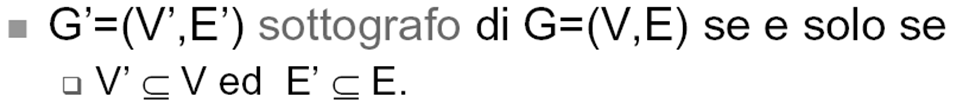 ■ G’=(V’,E’) sottografo di G=(V,E) se e solo se
❑ V’ ⊆ V ed E’ ⊆ E.